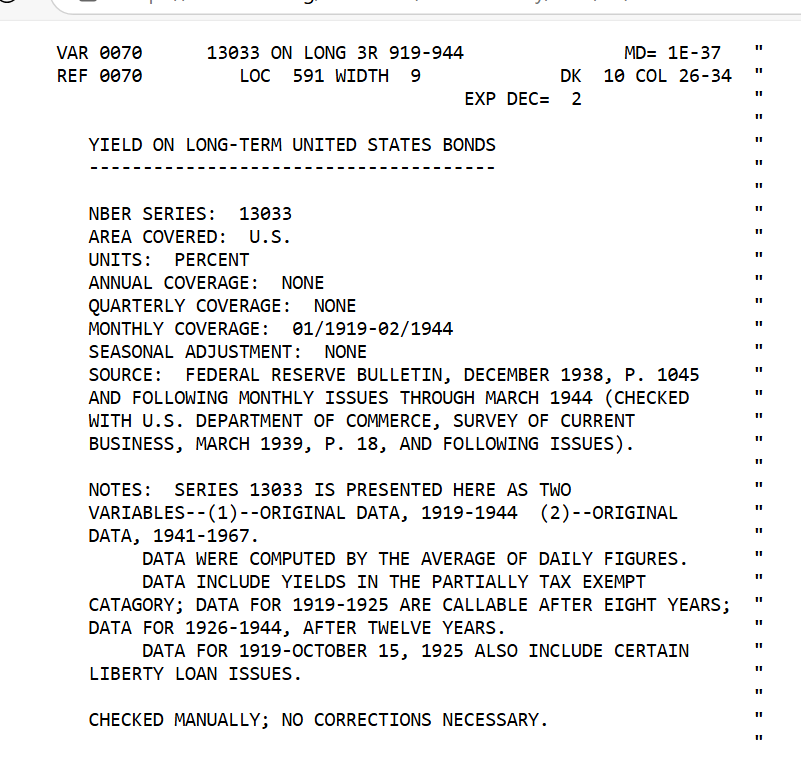 VAR 0070      13033 ON LONG 3R 919-944               MD= 1E-37   "
REF 0070         LOC  591 WIDTH  9             DK  10 COL 26-34  "
EXP DEC=  2                "
"
YIELD ON LONG-TERM UNITED STATES BONDS                        "
--------------------------------------                        "
"
NBER SERIES:  13033                                           "
AREA COVERED:  U.S.                                           "
UNITS:  PERCENT                                               "
ANNUAL COVERAGE:  NONE                                        "
QUARTERLY COVERAGE:  NONE                                     "
MONTHLY COVERAGE:  01/1919-02/1944                            "
SEASONAL ADJUSTMENT:  NONE                                    "
SOURCE:  FEDERAL RESERVE BULLETIN, DECEMBER 1938, P. 1045     "
AND FOLLOWING MONTHLY ISSUES THROUGH MARCH 1944 (CHECKED      "
WITH U.S. DEPARTMENT OF COMMERCE, SURVEY OF CURRENT           "
BUSINESS, MARCH 1939, P. 18, AND FOLLOWING ISSUES).           "
"
NOTES:  SERIES 13033 IS PRESENTED HERE AS TWO                 "
VARIABLES--(1)--ORIGINAL DATA, 1919-1944  (2)--ORIGINAL       "
DATA, 1941-1967.                                              "
DATA WERE COMPUTED BY THE AVERAGE OF DAILY FIGURES.      "
DATA INCLUDE YIELDS IN THE PARTIALLY TAX EXEMPT          "
CATAGORY; DATA FOR 1919-1925 ARE CALLABLE AFTER EIGHT YEARS;  "
DATA FOR 1926-1944, AFTER TWELVE YEARS.                       "
DATA FOR 1919-OCTOBER 15, 1925 ALSO INCLUDE CERTAIN      "
LIBERTY LOAN ISSUES.                                          "
"
CHECKED MANUALLY; NO CORRECTIONS NECESSARY.                   "
"